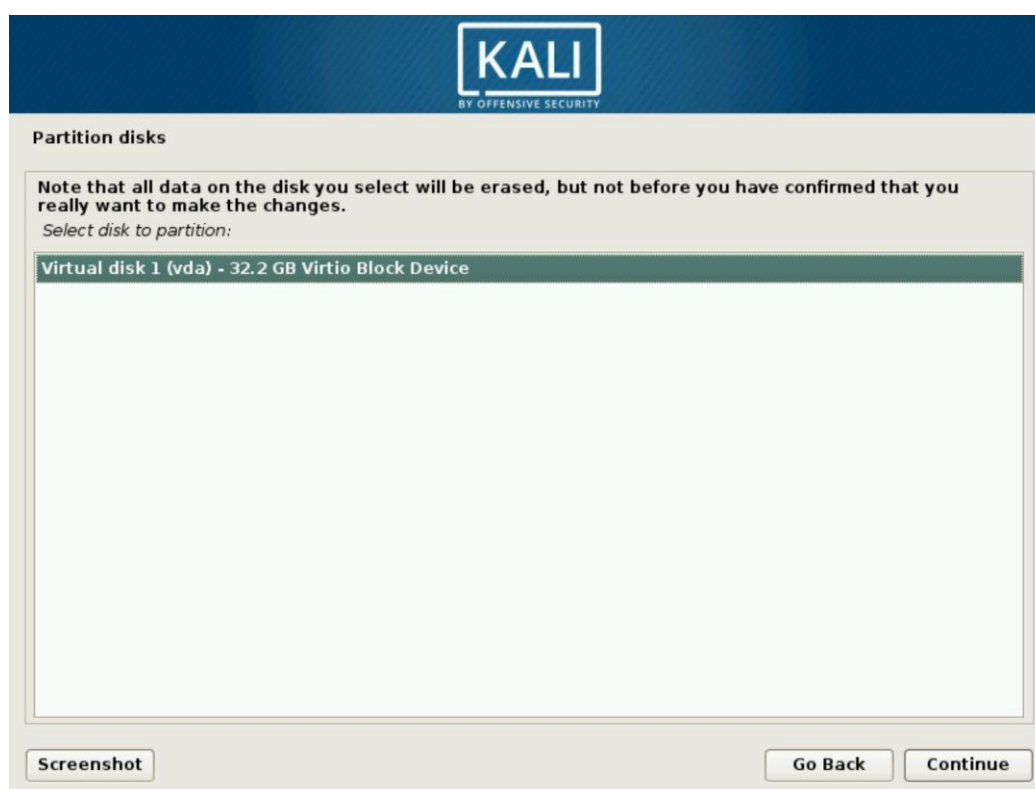 KALI
BY OFFENSIVE SECURITY
Partition disks
Note that all data on the disk you select will be erased, but not before you have confirmed that you
really want to make the changes.
Select disk to partition:
Virtual disk 1 (vda) - 32.2 GB Virtio Block Device
Screenshot
Go Back
Continue